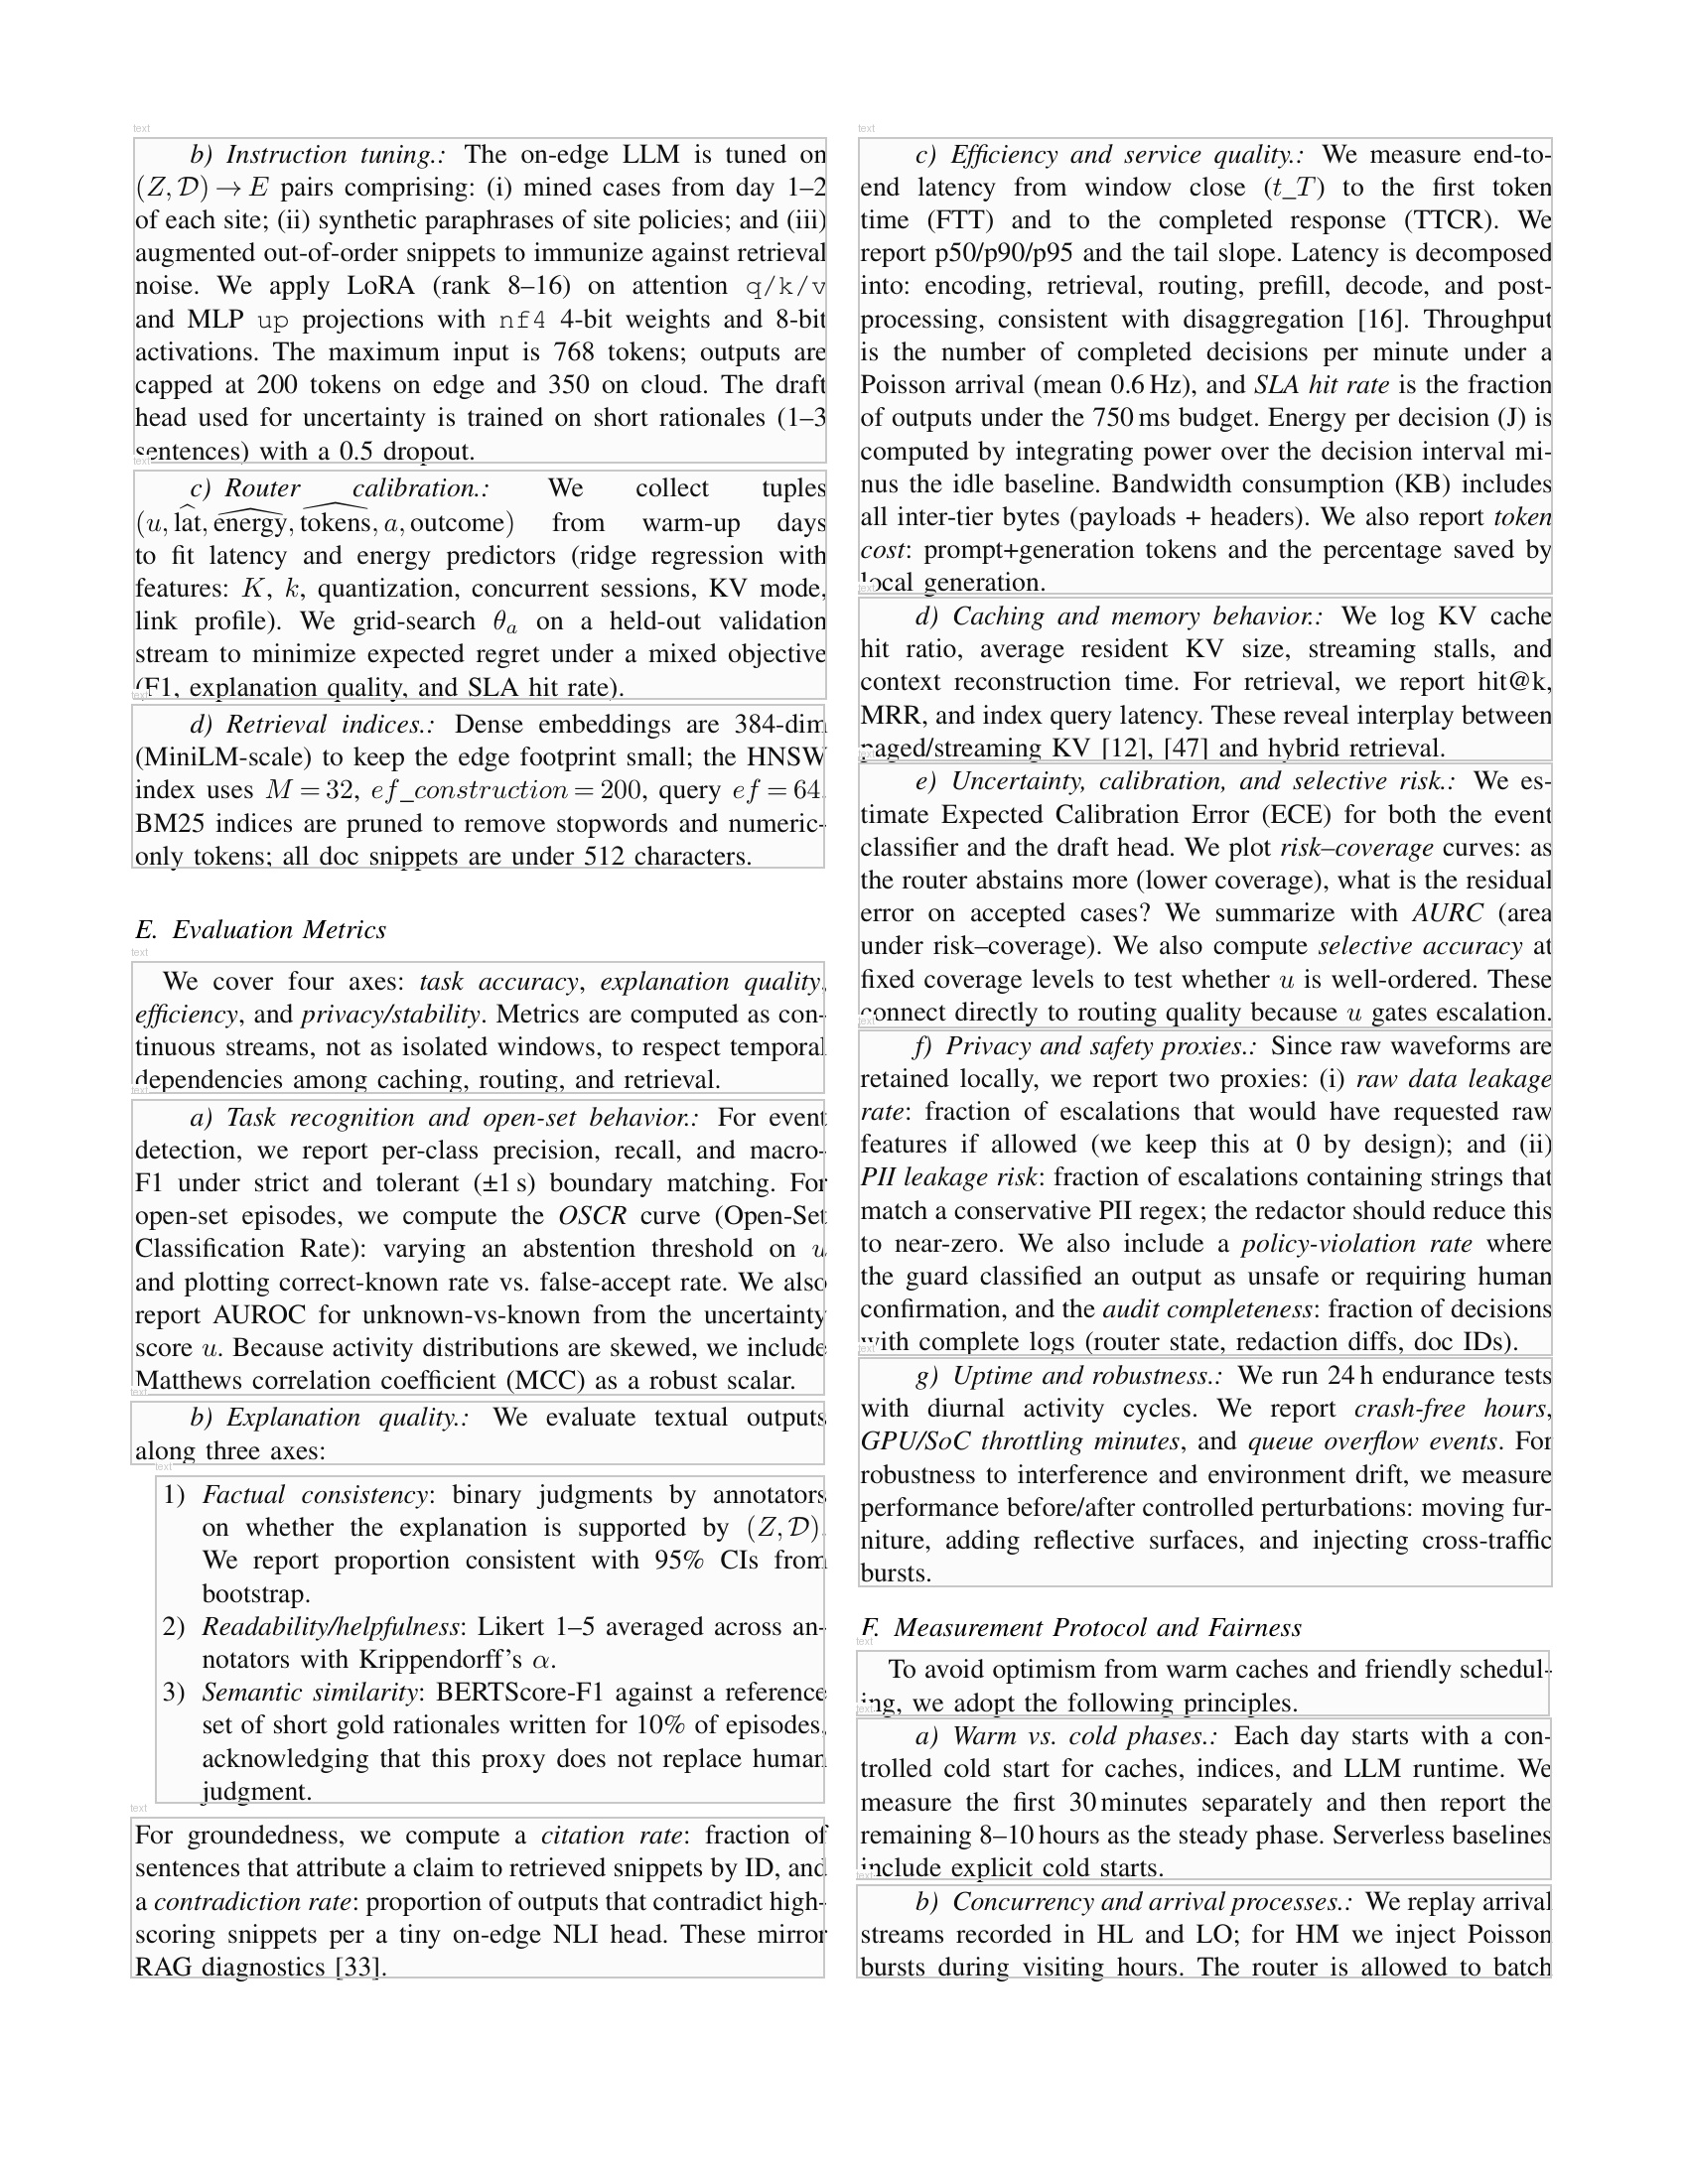 b) Instruction tuning.: The on-edge LLM is tuned on
(Z, D) → E pairs comprising: (i) mined cases from day 1–2
of each site; (ii) synthetic paraphrases of site policies; and (iii)
augmented out-of-order snippets to immunize against retrieval
noise. We apply LoRA (rank 8–16) on attention q/k/v
and MLP up projections with nf4 4-bit weights and 8-bit
activations. The maximum input is 768 tokens; outputs are
capped at 200 tokens on edge and 350 on cloud. The draft
head used for uncertainty is trained on short rationales (1–3
sentences) with a 0.5 dropout.
c) Router calibration.: We collect tuples
(u, l̂at, ênergy, t̂okens, a, outcome) from warm-up days
to fit latency and energy predictors (ridge regression with
features: K, k, quantization, concurrent sessions, KV mode,
link profile). We grid-search θ_a on a held-out validation
stream to minimize expected regret under a mixed objective
(F1, explanation quality, and SLA hit rate).
d) Retrieval indices.: Dense embeddings are 384-dim
(MiniLM-scale) to keep the edge footprint small; the HNSW
index uses M = 32, ef_construction = 200, query ef = 64.
BM25 indices are pruned to remove stopwords and numeric-
only tokens; all doc snippets are under 512 characters.
E. Evaluation Metrics
We cover four axes: task accuracy, explanation quality,
efficiency, and privacy/stability. Metrics are computed as con-
tinuous streams, not as isolated windows, to respect temporal
dependencies among caching, routing, and retrieval.
a) Task recognition and open-set behavior.: For event
detection, we report per-class precision, recall, and macro-
F1 under strict and tolerant (±1 s) boundary matching. For
open-set episodes, we compute the OSCR curve (Open-Set
Classification Rate): varying an abstention threshold on u
and plotting correct-known rate vs. false-accept rate. We also
report AUROC for unknown-vs-known from the uncertainty
score u. Because activity distributions are skewed, we include
Matthews correlation coefficient (MCC) as a robust scalar.
b) Explanation quality.: We evaluate textual outputs
along three axes:
1) Factual consistency: binary judgments by annotators
on whether the explanation is supported by (Z, D).
We report proportion consistent with 95% CIs from
bootstrap.
2) Readability/helpfulness: Likert 1–5 averaged across an-
notators with Krippendorff's α.
3) Semantic similarity: BERTScore-F1 against a reference
set of short gold rationales written for 10% of episodes,
acknowledging that this proxy does not replace human
judgment.
For groundedness, we compute a citation rate: fraction of
sentences that attribute a claim to retrieved snippets by ID, and
a contradiction rate: proportion of outputs that contradict high-
scoring snippets per a tiny on-edge NLI head. These mirror
RAG diagnostics [33].
c) Efficiency and service quality.: We measure end-to-
end latency from window close (t_T) to the first token
time (FTT) and to the completed response (TTCR). We
report p50/p90/p95 and the tail slope. Latency is decomposed
into: encoding, retrieval, routing, prefill, decode, and post-
processing, consistent with disaggregation [16]. Throughput
is the number of completed decisions per minute under a
Poisson arrival (mean 0.6 Hz), and SLA hit rate is the fraction
of outputs under the 750 ms budget. Energy per decision (J) is
computed by integrating power over the decision interval mi-
nus the idle baseline. Bandwidth consumption (KB) includes
all inter-tier bytes (payloads + headers). We also report token
cost: prompt+generation tokens and the percentage saved by
local generation.
d) Caching and memory behavior.: We log KV cache
hit ratio, average resident KV size, streaming stalls, and
context reconstruction time. For retrieval, we report hit@k,
MRR, and index query latency. These reveal interplay between
paged/streaming KV [12], [47] and hybrid retrieval.
e) Uncertainty, calibration, and selective risk.: We es-
timate Expected Calibration Error (ECE) for both the event
classifier and the draft head. We plot risk–coverage curves: as
the router abstains more (lower coverage), what is the residual
error on accepted cases? We summarize with AURC (area
under risk–coverage). We also compute selective accuracy at
fixed coverage levels to test whether u is well-ordered. These
connect directly to routing quality because u gates escalation.
f) Privacy and safety proxies.: Since raw waveforms are
retained locally, we report two proxies: (i) raw data leakage
rate: fraction of escalations that would have requested raw
features if allowed (we keep this at 0 by design); and (ii)
PII leakage risk: fraction of escalations containing strings that
match a conservative PII regex; the redactor should reduce this
to near-zero. We also include a policy-violation rate where
the guard classified an output as unsafe or requiring human
confirmation, and the audit completeness: fraction of decisions
with complete logs (router state, redaction diffs, doc IDs).
g) Uptime and robustness.: We run 24 h endurance tests
with diurnal activity cycles. We report crash-free hours,
GPU/SoC throttling minutes, and queue overflow events. For
robustness to interference and environment drift, we measure
performance before/after controlled perturbations: moving fur-
niture, adding reflective surfaces, and injecting cross-traffic
bursts.
F. Measurement Protocol and Fairness
To avoid optimism from warm caches and friendly schedul-
ing, we adopt the following principles.
a) Warm vs. cold phases.: Each day starts with a con-
trolled cold start for caches, indices, and LLM runtime. We
measure the first 30 minutes separately and then report the
remaining 8–10 hours as the steady phase. Serverless baselines
include explicit cold starts.
b) Concurrency and arrival processes.: We replay arrival
streams recorded in HL and LO; for HM we inject Poisson
bursts during visiting hours. The router is allowed to batch